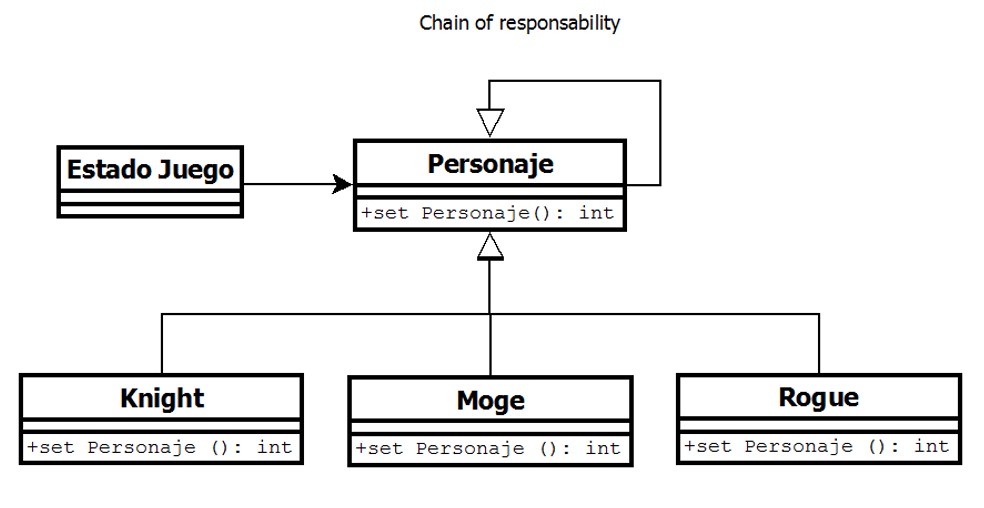 Chain of responsability
Estado Juego
Personaje
+set Personaje(): int
Knight
+set Personaje (): int
Moge
+set Personaje (): int
Rogue
+set Personaje (): int